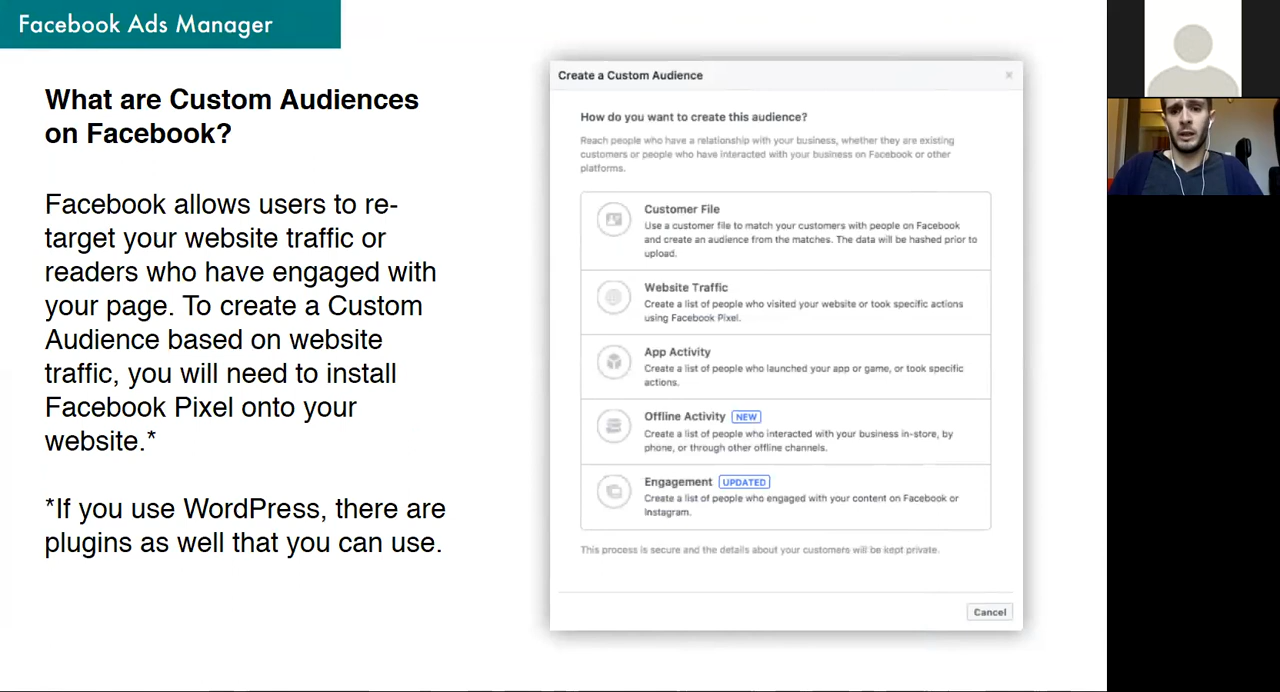 Facebook Ads Manager
What are Custom Audiences
on Facebook?
Facebook allows users to re-
target your website traffic or
readers who have engaged with
your page. To create a Custom
Audience based on website
traffic, you will need to install
Facebook Pixel onto your
website.*
*If you use WordPress, there are
plugins as well that you can use.
Create a Custom Audience ×
How do you want to create this audience?
Reach people who have a relationship with your business, whether they are existing
customers or people who have interacted with your business on Facebook or other
platforms.
Customer File
Use a customer file to match your customers with people on Facebook
and create an audience from the matches. The data will be hashed prior to
upload.
Website Traffic
Create a list of people who visited your website or took specific actions
using Facebook Pixel.
App Activity
Create a list of people who launched your app or game, or took specific
actions.
Offline Activity NEW
Create a list of people who interacted with your business in-store, by
phone, or through other offline channels.
Engagement UPDATED
Create a list of people who engaged with your content on Facebook or
Instagram.
This process is secure and the details about your customers will be kept private.
Cancel